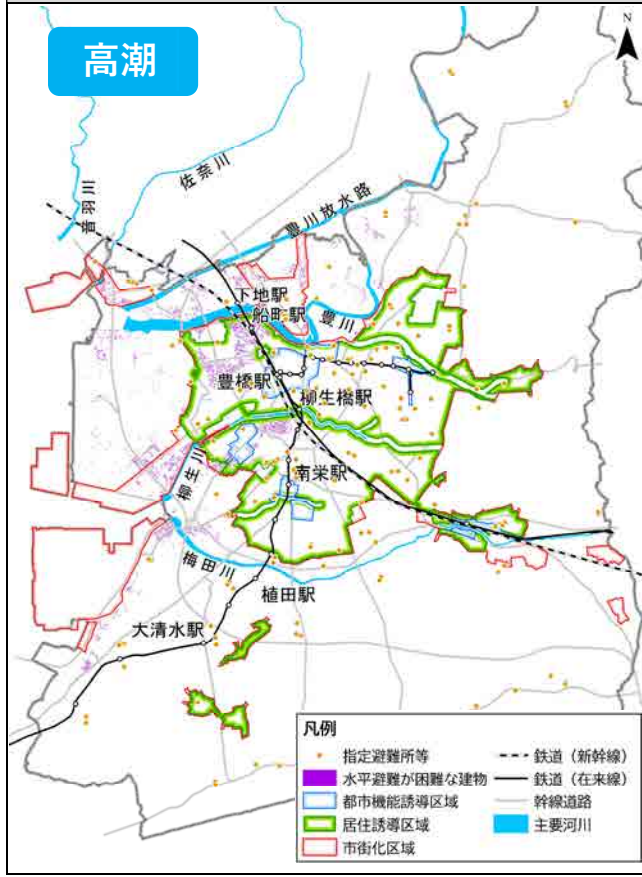 高潮
N
佐奈川
音羽川
豊川放水路
下地駅
船町駅
豊川
豊橋駅
柳生橋駅
柳生川
南栄駅
梅田川
植田駅
大清水駅
凡例
指定避難所等
水平避難が困難な建物
都市機能誘導区域
居住誘導区域
市街化区域
鉄道（新幹線）
鉄道（在来線）
幹線道路
主要河川